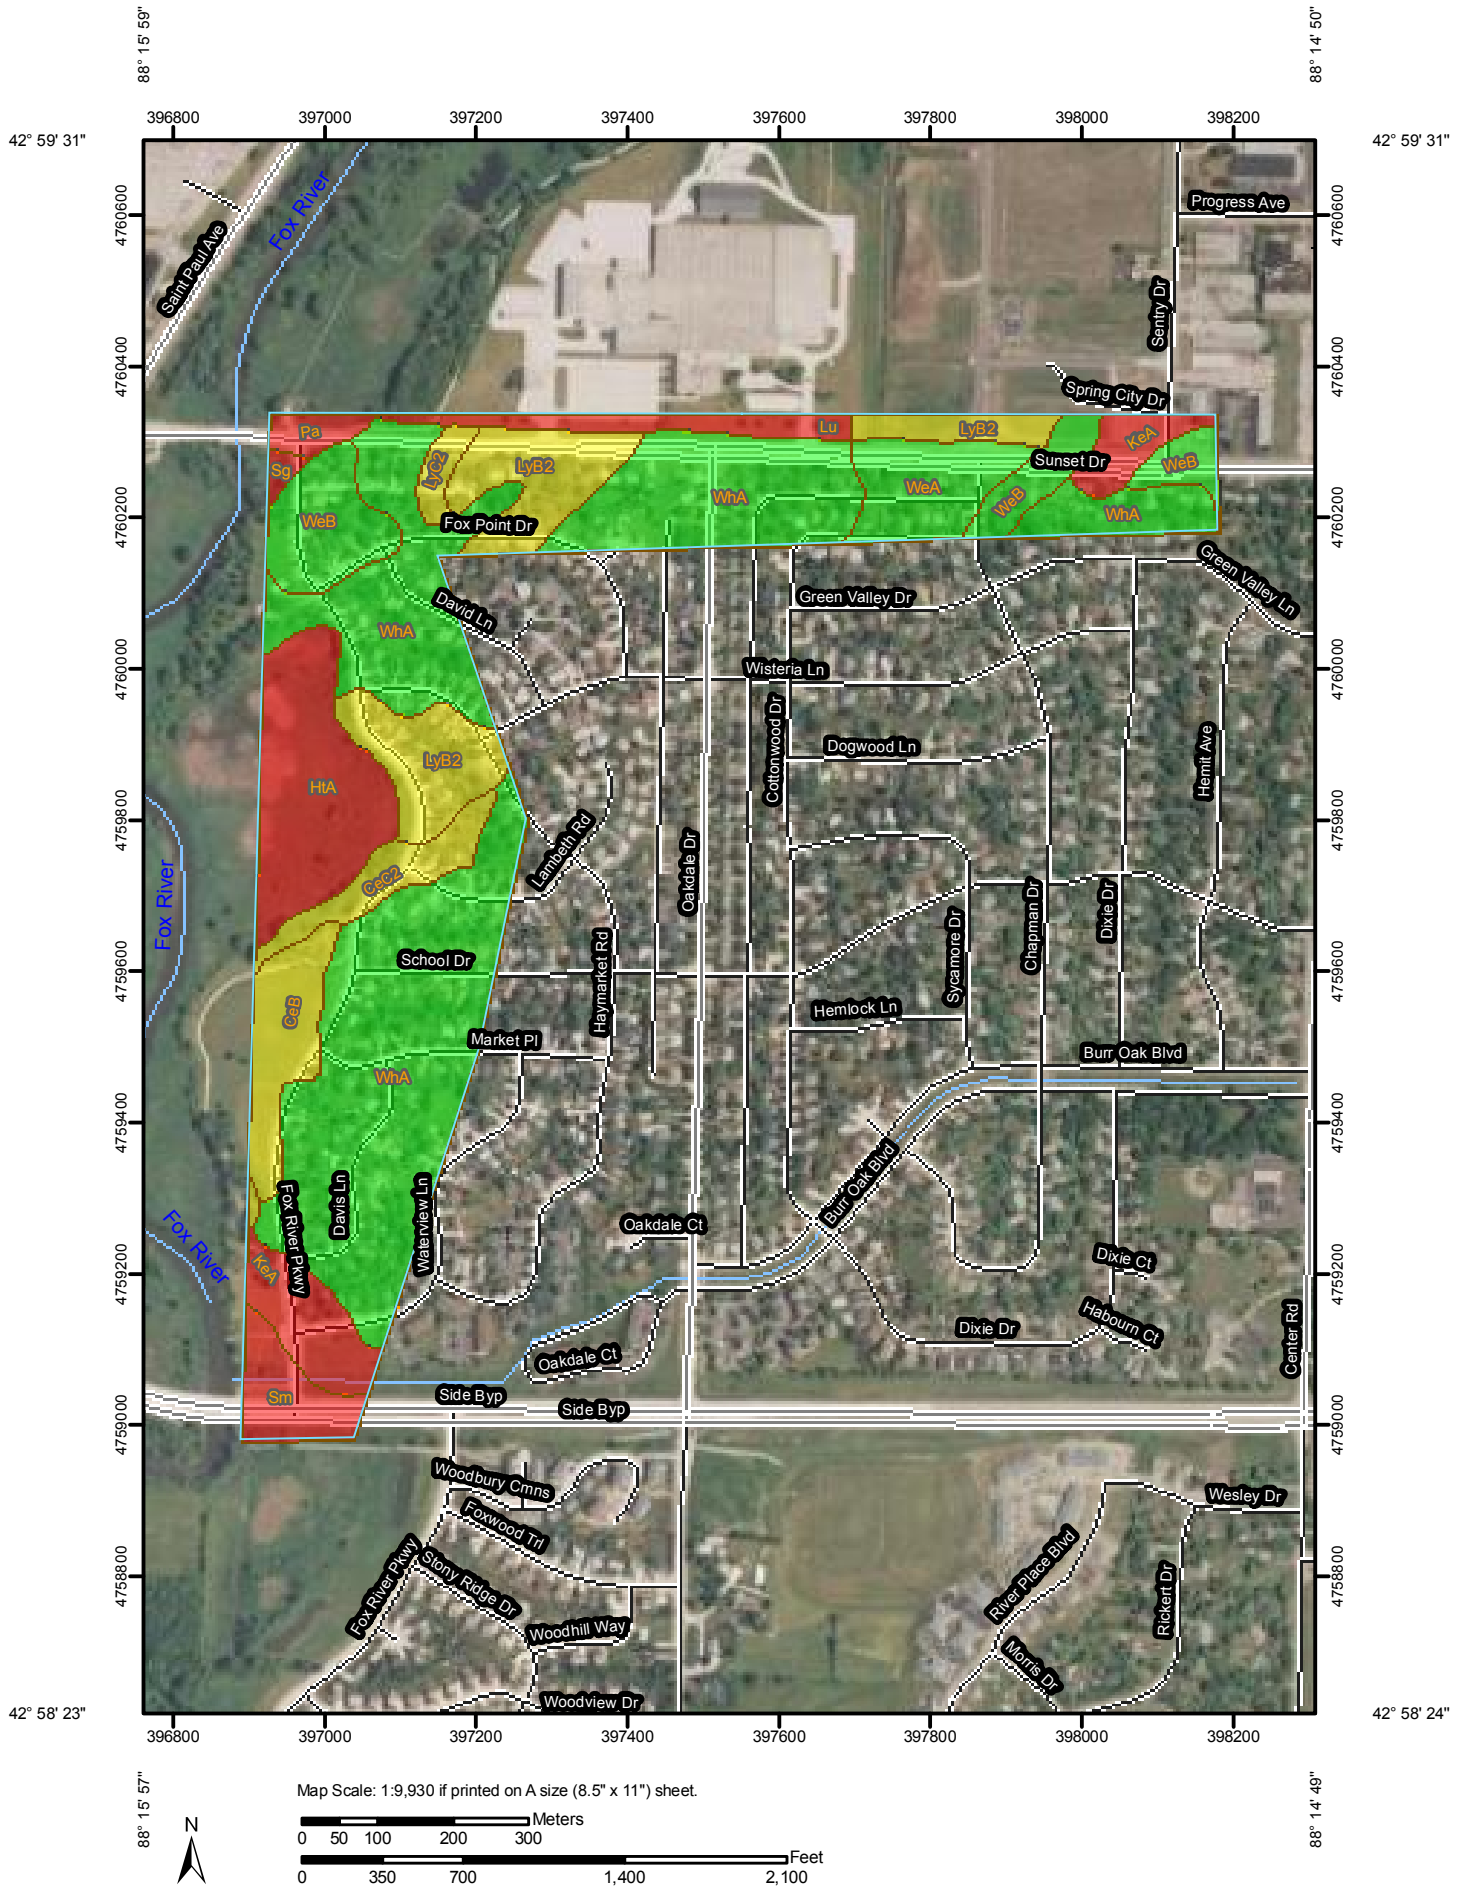 88° 15' 59"
88° 14' 50"
396800 397000 397200 397400 397600 397800 398000 398200
42° 59' 31"
42° 59' 31"
4760600
4760600
Progress Ave
Fox River
Saint Paul Ave
Sentry Dr
4760400
4760400
Spring City Dr
Pa
Lu
LyB2
KeA
Sg
LyC2
LyB2
Sunset Dr
WeB
WhA
WeA
WeB
WhA
4760200
4760200
WeB
Fox Point Dr
Green Valley Ln
David Ln
Green Valley Dr
WhA
4760000
4760000
Wisteria Ln
Cottonwood Dr
Dogwood Ln
Hemit Ave
LyB2
HtA
4759800
4759800
Lambeth Rd
Oakdale Dr
CeC2
Fox River
Sycamore Dr
Chapman Dr
Dixie Dr
School Dr
Haymarket Rd
4759600
4759600
CeB
Hemlock Ln
Market Pl
Burr Oak Blvd
WhA
4759400
4759400
Burr Oak Blvd
Fox River Pkwy
Davis Ln
Waterview Ln
Oakdale Ct
Fox River
KeA
Dixie Ct
4759200
4759200
Habourn Ct
Dixie Dr
Center Rd
Oakdale Ct
Sm
Side Byp
Side Byp
4759000
4759000
Woodbury Cmns
Wesley Dr
Foxwood Trl
Fox River Pkwy
Stony Ridge Dr
River Place Blvd
Rickert Dr
4758800
4758800
Woodhill Way
Morris Dr
Woodview Dr
42° 58' 23"
42° 58' 24"
396800 397000 397200 397400 397600 397800 398000 398200
88° 15' 57"
88° 14' 49"
Map Scale: 1:9,930 if printed on A size (8.5" x 11") sheet.
N
Meters
0 50 100 200 300
Feet
0 350 700 1,400 2,100